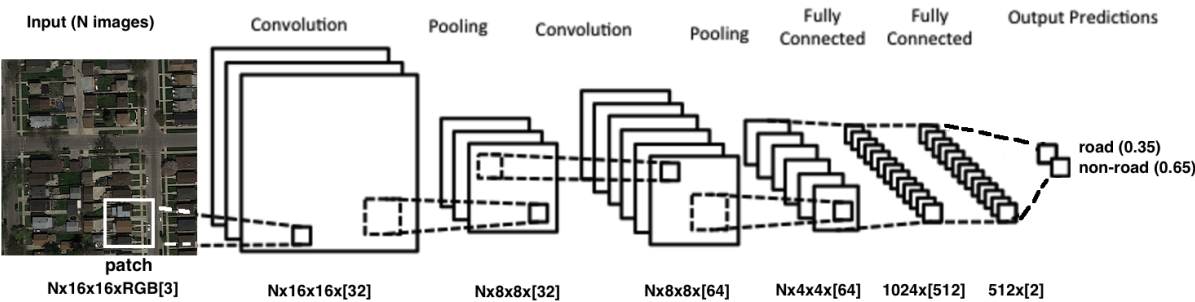 Input (N images)
Convolution
Pooling
Convolution
Pooling
Fully
Connected
Fully
Connected
Output Predictions
road (0.35)
non-road (0.65)
patch
Nx16x16xRGB[3]
Nx16x16x[32]
Nx8x8x[32]
Nx8x8x[64]
Nx4x4x[64]
1024x[512]
512x[2]